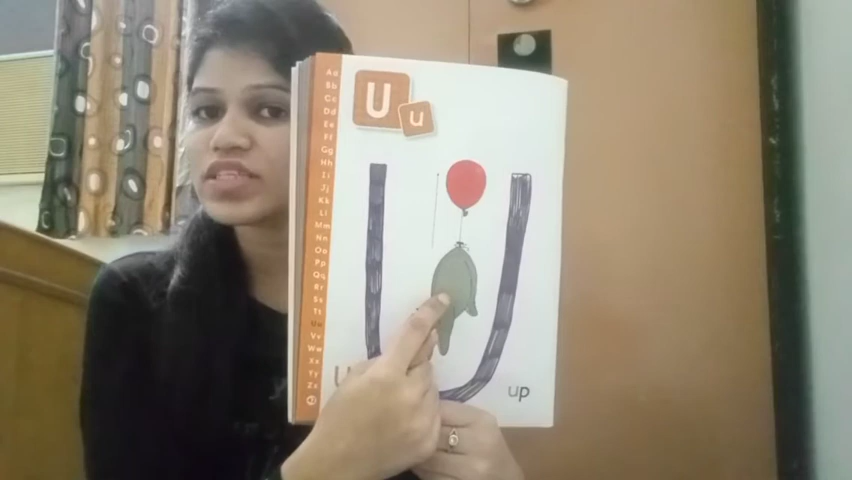 U u
Aa
Bb
Cc
Dd
Ee
Ff
Gg
Hh
Ii
Jj
Kk
Ll
Mm
Nn
Oo
Pp
Qq
Rr
Ss
Tt
Uu
Vv
Ww
Xx
Yy
Zz
U
up